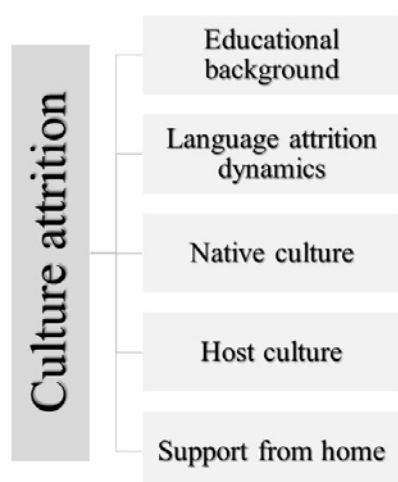 Culture attrition
Educational
background
Language attrition
dynamics
Native culture
Host culture
Support from home